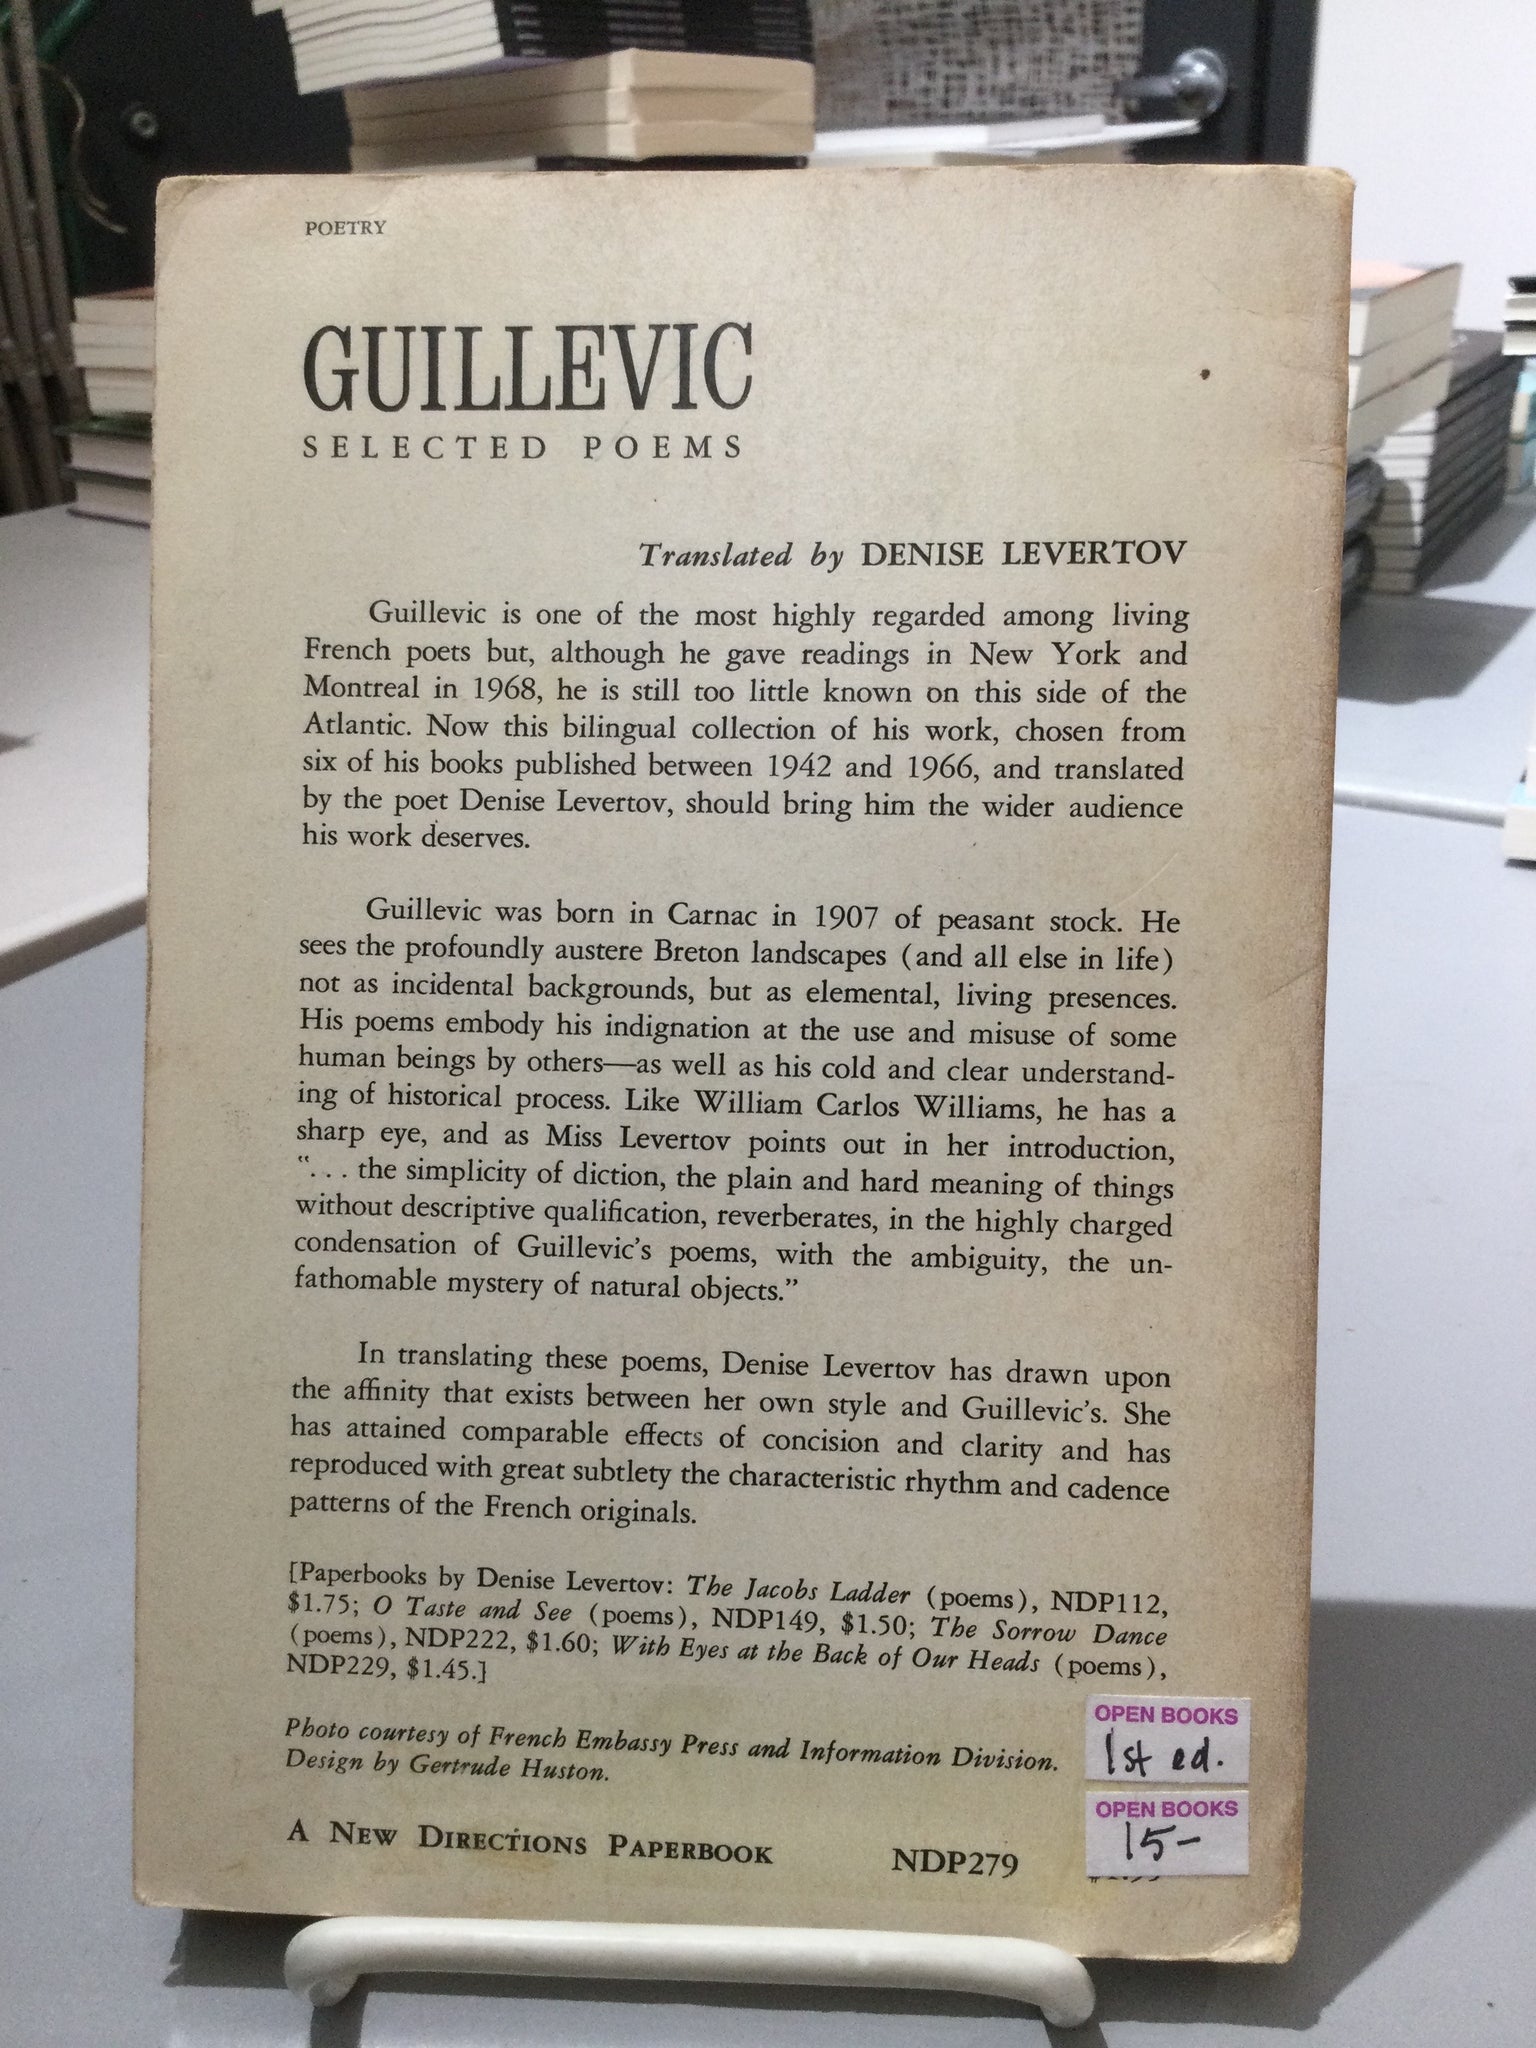 POETRY
GUILLEVIC
SELECTED POEMS
Translated by DENISE LEVERTOV
Guillevic is one of the most highly regarded among living
French poets but, although he gave readings in New York and
Montreal in 1968, he is still too little known on this side of the
Atlantic. Now this bilingual collection of his work, chosen from
six of his books published between 1942 and 1966, and translated
by the poet Denise Levertov, should bring him the wider audience
his work deserves.
Guillevic was born in Carnac in 1907 of peasant stock. He
sees the profoundly austere Breton landscapes (and all else in life)
not as incidental backgrounds, but as elemental, living presences.
His poems embody his indignation at the use and misuse of some
human beings by others—as well as his cold and clear understand-
ing of historical process. Like William Carlos Williams, he has a
sharp eye, and as Miss Levertov points out in her introduction,
“. . . the simplicity of diction, the plain and hard meaning of things
without descriptive qualification, reverberates, in the highly charged
condensation of Guillevic’s poems, with the ambiguity, the un-
fathomable mystery of natural objects.”
In translating these poems, Denise Levertov has drawn upon
the affinity that exists between her own style and Guillevic’s. She
has attained comparable effects of concision and clarity and has
reproduced with great subtlety the characteristic rhythm and cadence
patterns of the French originals.
[Paperbooks by Denise Levertov: The Jacobs Ladder (poems), NDP112,
$1.75; O Taste and See (poems), NDP149, $1.50; The Sorrow Dance
(poems), NDP222, $1.60; With Eyes at the Back of Our Heads (poems),
NDP229, $1.45.]
Photo courtesy of French Embassy Press and Information Division.
Design by Gertrude Huston.
OPEN BOOKS
1st ed.
OPEN BOOKS
15-
A NEW DIRECTIONS PAPERBOOK NDP279